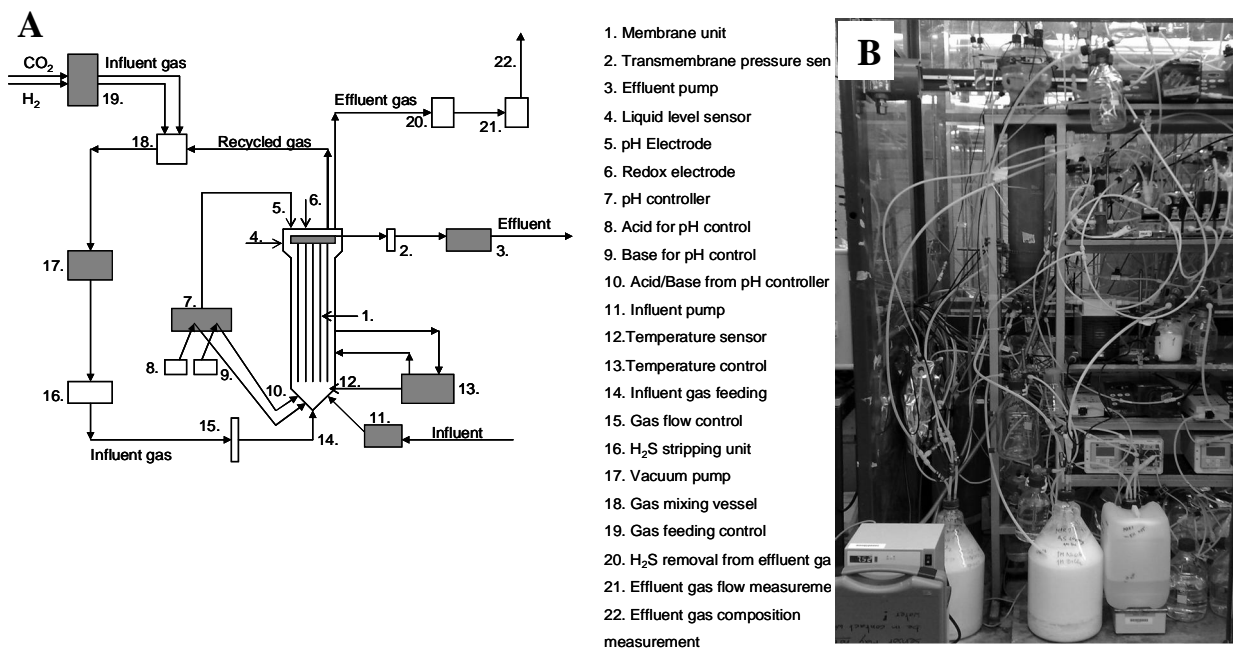 A
CO2
H2
Influent gas
19.
18.
Recycled gas
Effluent gas
20.
21.
22.
17.
5.
6.
4.
2.
3.
Effluent
7.
1.
8.
9.
10.
12.
13.
16.
15.
14.
11.
Influent
Influent gas
1. Membrane unit
2. Transmembrane pressure sen
3. Effluent pump
4. Liquid level sensor
5. pH Electrode
6. Redox electrode
7. pH controller
8. Acid for pH control
9. Base for pH control
10. Acid/Base from pH controller
11. Influent pump
12.Temperature sensor
13.Temperature control
14. Influent gas feeding
15. Gas flow control
16. H2S stripping unit
17. Vacuum pump
18. Gas mixing vessel
19. Gas feeding control
20. H2S removal from effluent ga
21. Effluent gas flow measureme
22. Effluent gas composition
measurement
B